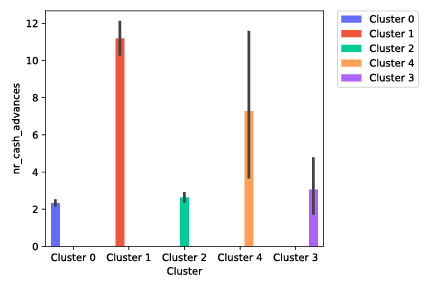 nr_cash_advances
12
10
8
6
4
2
0
Cluster 0 Cluster 1 Cluster 2 Cluster 4 Cluster 3
Cluster
Cluster 0
Cluster 1
Cluster 2
Cluster 4
Cluster 3